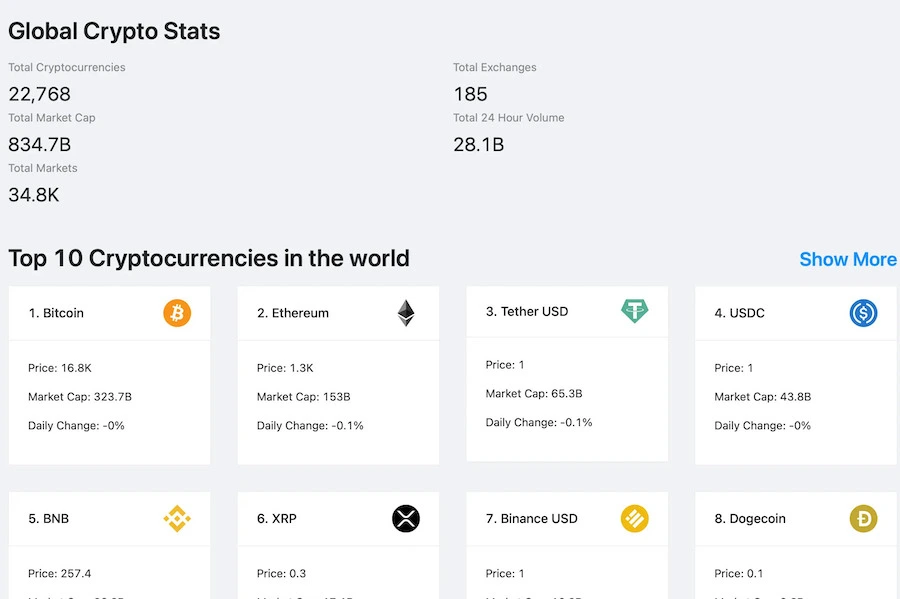 Global Crypto Stats
Total Cryptocurrencies
22,768
Total Exchanges
185
Total Market Cap
834.7B
Total 24 Hour Volume
28.1B
Total Markets
34.8K
Top 10 Cryptocurrencies in the world
Show More
1. Bitcoin
Price: 16.8K
Market Cap: 323.7B
Daily Change: -0%
2. Ethereum
Price: 1.3K
Market Cap: 153B
Daily Change: -0.1%
3. Tether USD
Price: 1
Market Cap: 65.3B
Daily Change: -0.1%
4. USDC
Price: 1
Market Cap: 43.8B
Daily Change: -0%
5. BNB
Price: 257.4
6. XRP
Price: 0.3
7. Binance USD
Price: 1
8. Dogecoin
Price: 0.1